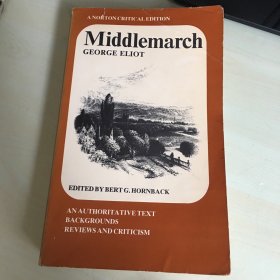 A NORTON CRITICAL EDITION
Middlemarch
GEORGE ELIOT
EDITED BY BERT G. HORNBACK
AN AUTHORITATIVE TEXT
BACKGROUNDS
REVIEWS AND CRITICISM